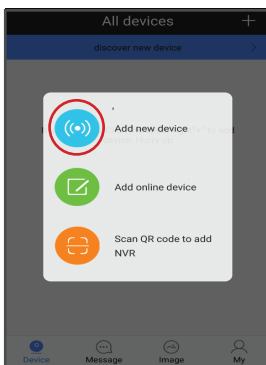 All devices
discover new device
Add new device
Add online device
Scan QR code to add
NVR
Device
Message
Image
My